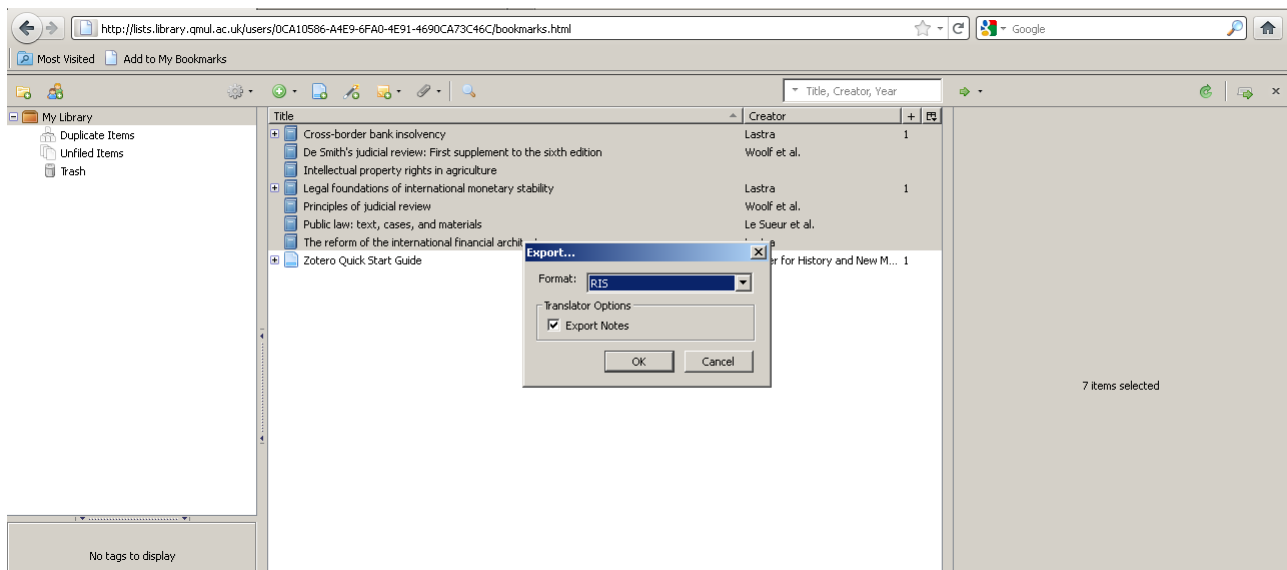 http://lists.library.qmul.ac.uk/users/0CA10586-A4E9-6FA0-4E91-4690CA73C46C/bookmarks.html
Google
Most Visited Add to My Bookmarks
Title, Creator, Year
My Library
Duplicate Items
Unfiled Items
Trash
Title Creator +
Cross-border bank insolvency Lastra 1
De Smith's judicial review: First supplement to the sixth edition Woolf et al.
Intellectual property rights in agriculture
Legal foundations of international monetary stability Lastra 1
Principles of judicial review Woolf et al.
Public law: text, cases, and materials Le Sueur et al.
The reform of the international financial
Zotero Quick Start Guide for History and New M... 1
Export...
Format: RIS
Translator Options
Export Notes
OK Cancel
7 items selected
No tags to display